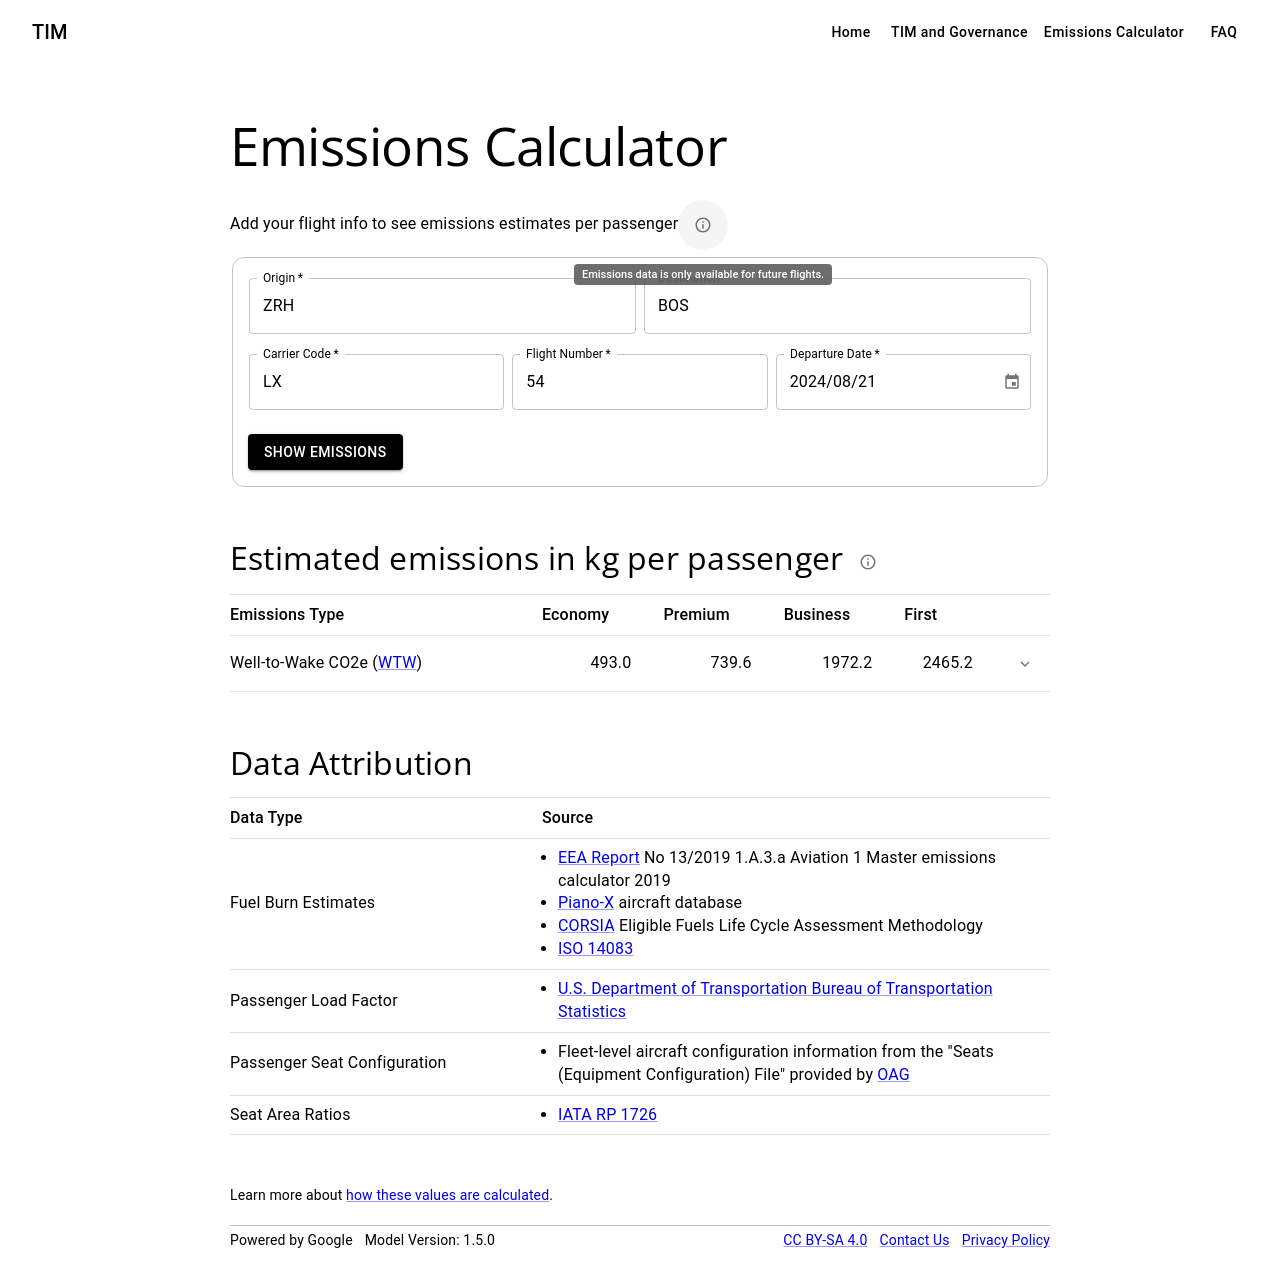 TIM
Home TIM and Governance Emissions Calculator FAQ
Emissions Calculator
Add your flight info to see emissions estimates per passenger
Emissions data is only available for future flights.
Origin *
ZRH
BOS
Carrier Code * Flight Number * Departure Date *
LX 54 2024/08/21
SHOW EMISSIONS
Estimated emissions in kg per passenger
Emissions Type Economy Premium Business First
Well-to-Wake CO2e (WTW) 493.0 739.6 1972.2 2465.2
Data Attribution
Data Type Source
Fuel Burn Estimates
• EEA Report No 13/2019 1.A.3.a Aviation 1 Master emissions
calculator 2019
• Piano-X aircraft database
• CORSIA Eligible Fuels Life Cycle Assessment Methodology
• ISO 14083
Passenger Load Factor
• U.S. Department of Transportation Bureau of Transportation
Statistics
Passenger Seat Configuration
• Fleet-level aircraft configuration information from the "Seats
(Equipment Configuration) File" provided by OAG
Seat Area Ratios
• IATA RP 1726
Learn more about how these values are calculated.
Powered by Google Model Version: 1.5.0 CC BY-SA 4.0 Contact Us Privacy Policy